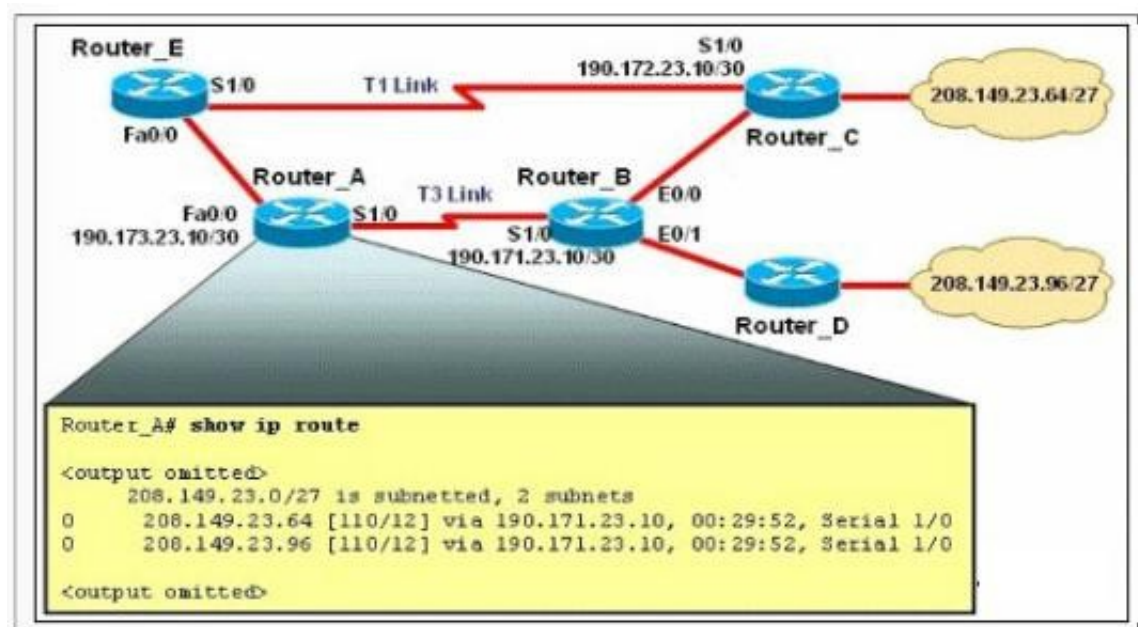 Router_E
S1/0
T1 Link
S1/0
190.172.23.10/30
208.149.23.64/27
Fa0/0
Router_C
Router_A
T3 Link
Router_B
Fa0/0
190.173.23.10/30
S1/0
E0/0
S1/0
190.171.23.10/30
E0/1
208.149.23.96/27
Router_D
Router_A# show ip route
<output omitted>
208.149.23.0/27 is subnetted, 2 subnets
O 208.149.23.64 [110/12] via 190.171.23.10, 00:29:52, Serial 1/0
O 208.149.23.96 [110/12] via 190.171.23.10, 00:29:52, Serial 1/0
<output omitted>